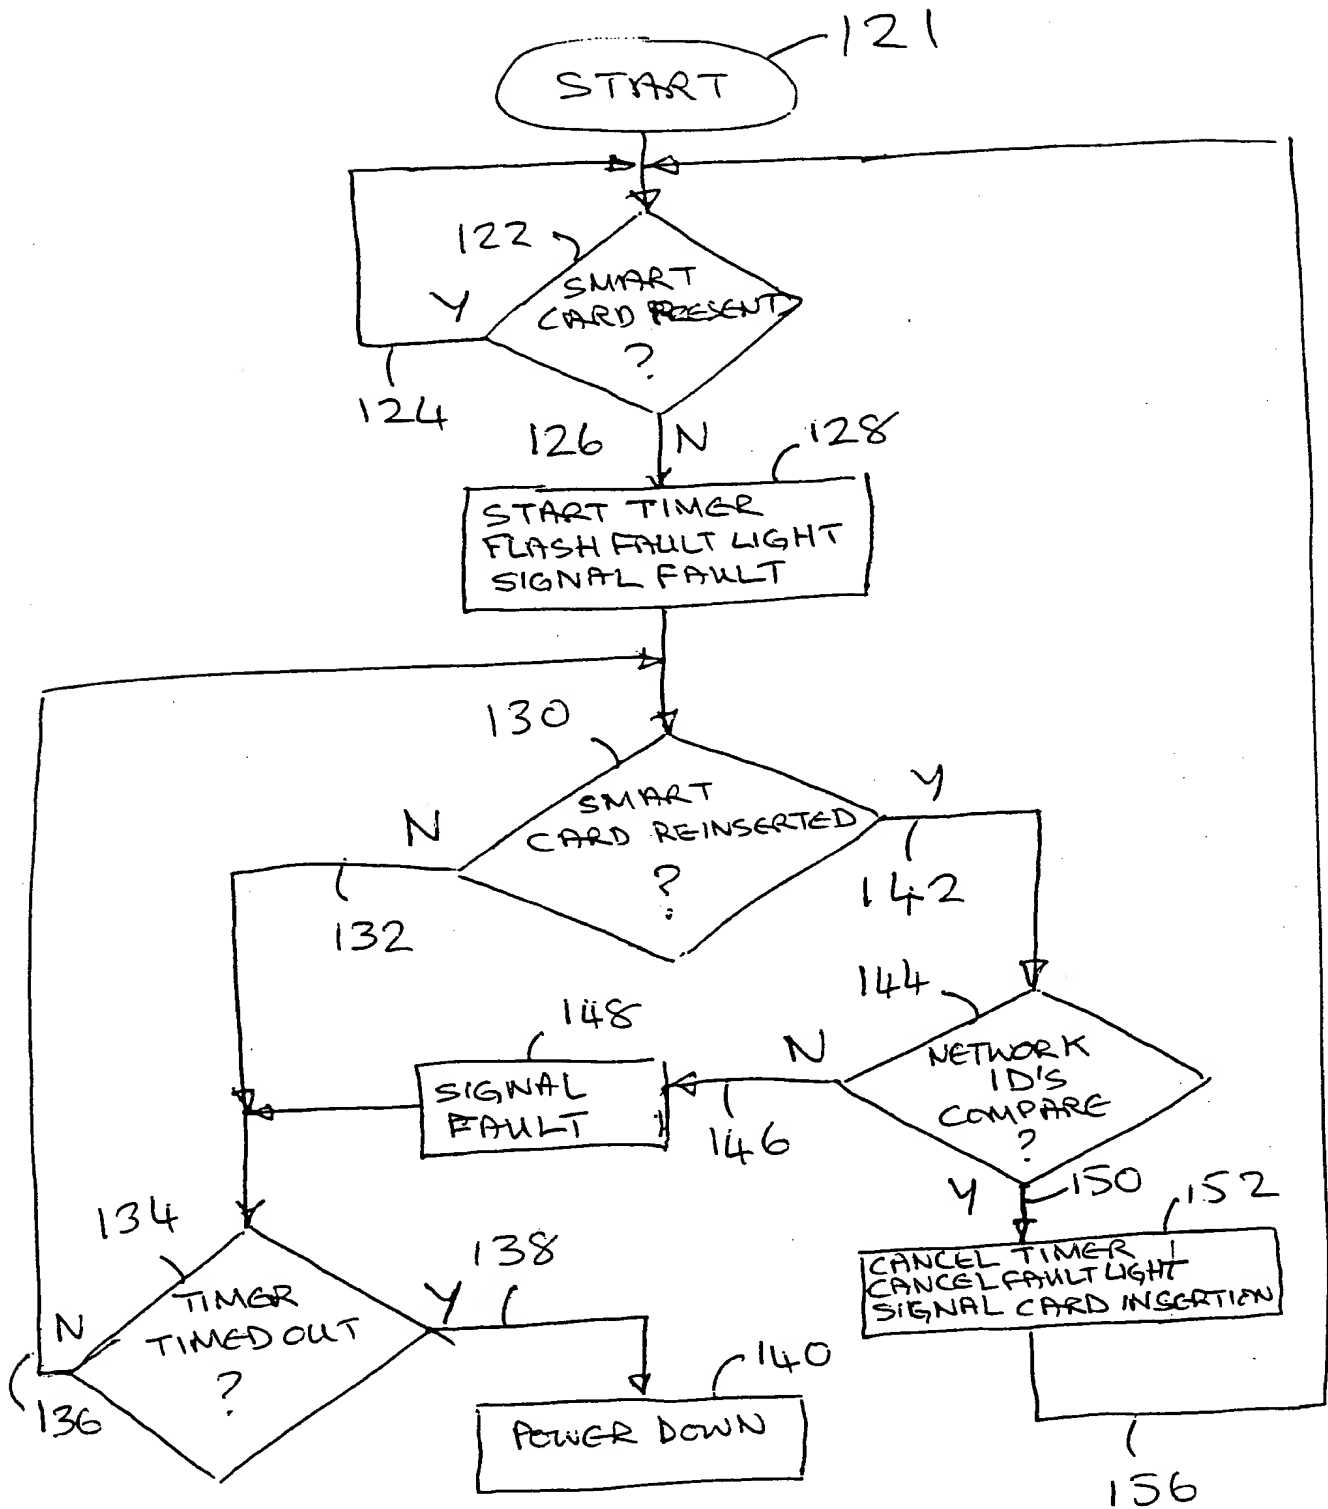 121
START
122
SMART
CARD PRESENT
?
Y
124
126
N
128
START TIMER
FLASH FAULT LIGHT
SIGNAL FAULT
130
SMART
CARD REINSERTED
?
N
Y
132
142
144
NETWORK
ID'S
COMPARE
?
N
146
148
SIGNAL
FAULT
Y
150
152
CANCEL TIMER
CANCEL FAULT LIGHT
SIGNAL CARD INSERTION
134
TIMER
TIMED OUT
?
N
136
Y
138
140
POWER DOWN
156